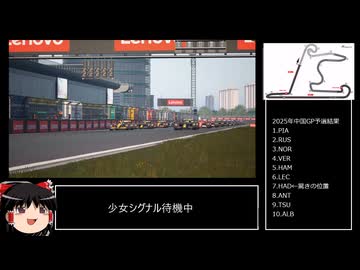 Lenovo
Lenovo
2025年中国GP予選結果
1.PIA
2.RUS
3.NOR
4.VER
5.HAM
6.LEC
7.HAD←驚きの位置
8.ANT
9.TSU
10.ALB
少女シグナル待機中